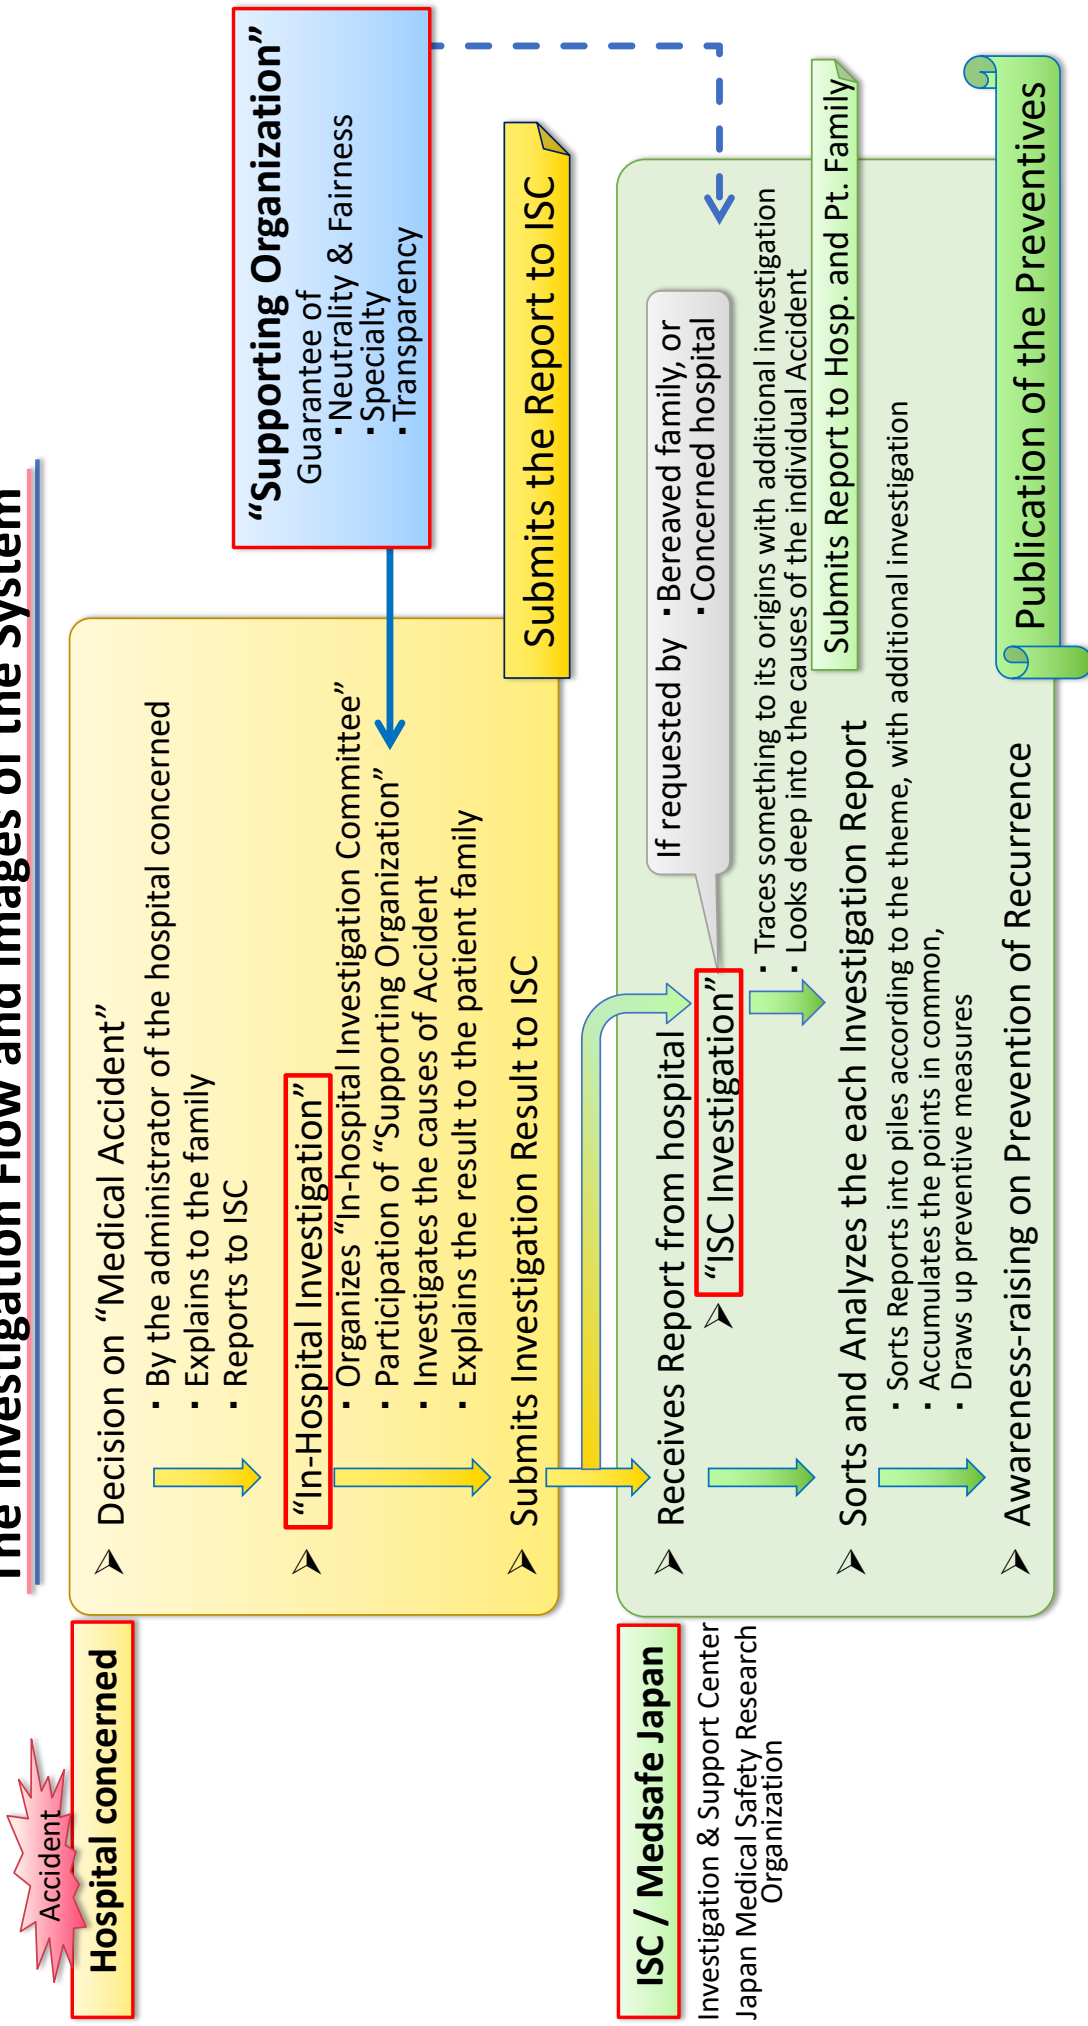 The Investigation Flow and Images of the System
Accident
Hospital concerned
➢ Decision on “Medical Accident”
・ By the administrator of the hospital concerned
・ Explains to the family
・ Reports to ISC
➢ “In-Hospital Investigation”
・ Organizes “In-hospital Investigation Committee”
・ Participation of “Supporting Organization”
・ Investigates the causes of Accident
・ Explains the result to the patient family
➢ Submits Investigation Result to ISC
“Supporting Organization”
Guarantee of
・Neutrality & Fairness
・Specialty
・Transparency
Submits the Report to ISC
ISC / Medsafe Japan
Investigation & Support Center
Japan Medical Safety Research
Organization
➢ Receives Report from hospital
➢ “ISC Investigation”
If requested by ・Bereaved family, or
・Concerned hospital
・ Traces something to its origins with additional investigation
・ Looks deep into the causes of the individual Accident
Submits Report to Hosp. and Pt. Family
➢ Sorts and Analyzes the each Investigation Report
・ Sorts Reports into piles according to the theme, with additional investigation
・ Accumulates the points in common,
・ Draws up preventive measures
➢ Awareness-raising on Prevention of Recurrence
Publication of the Preventives